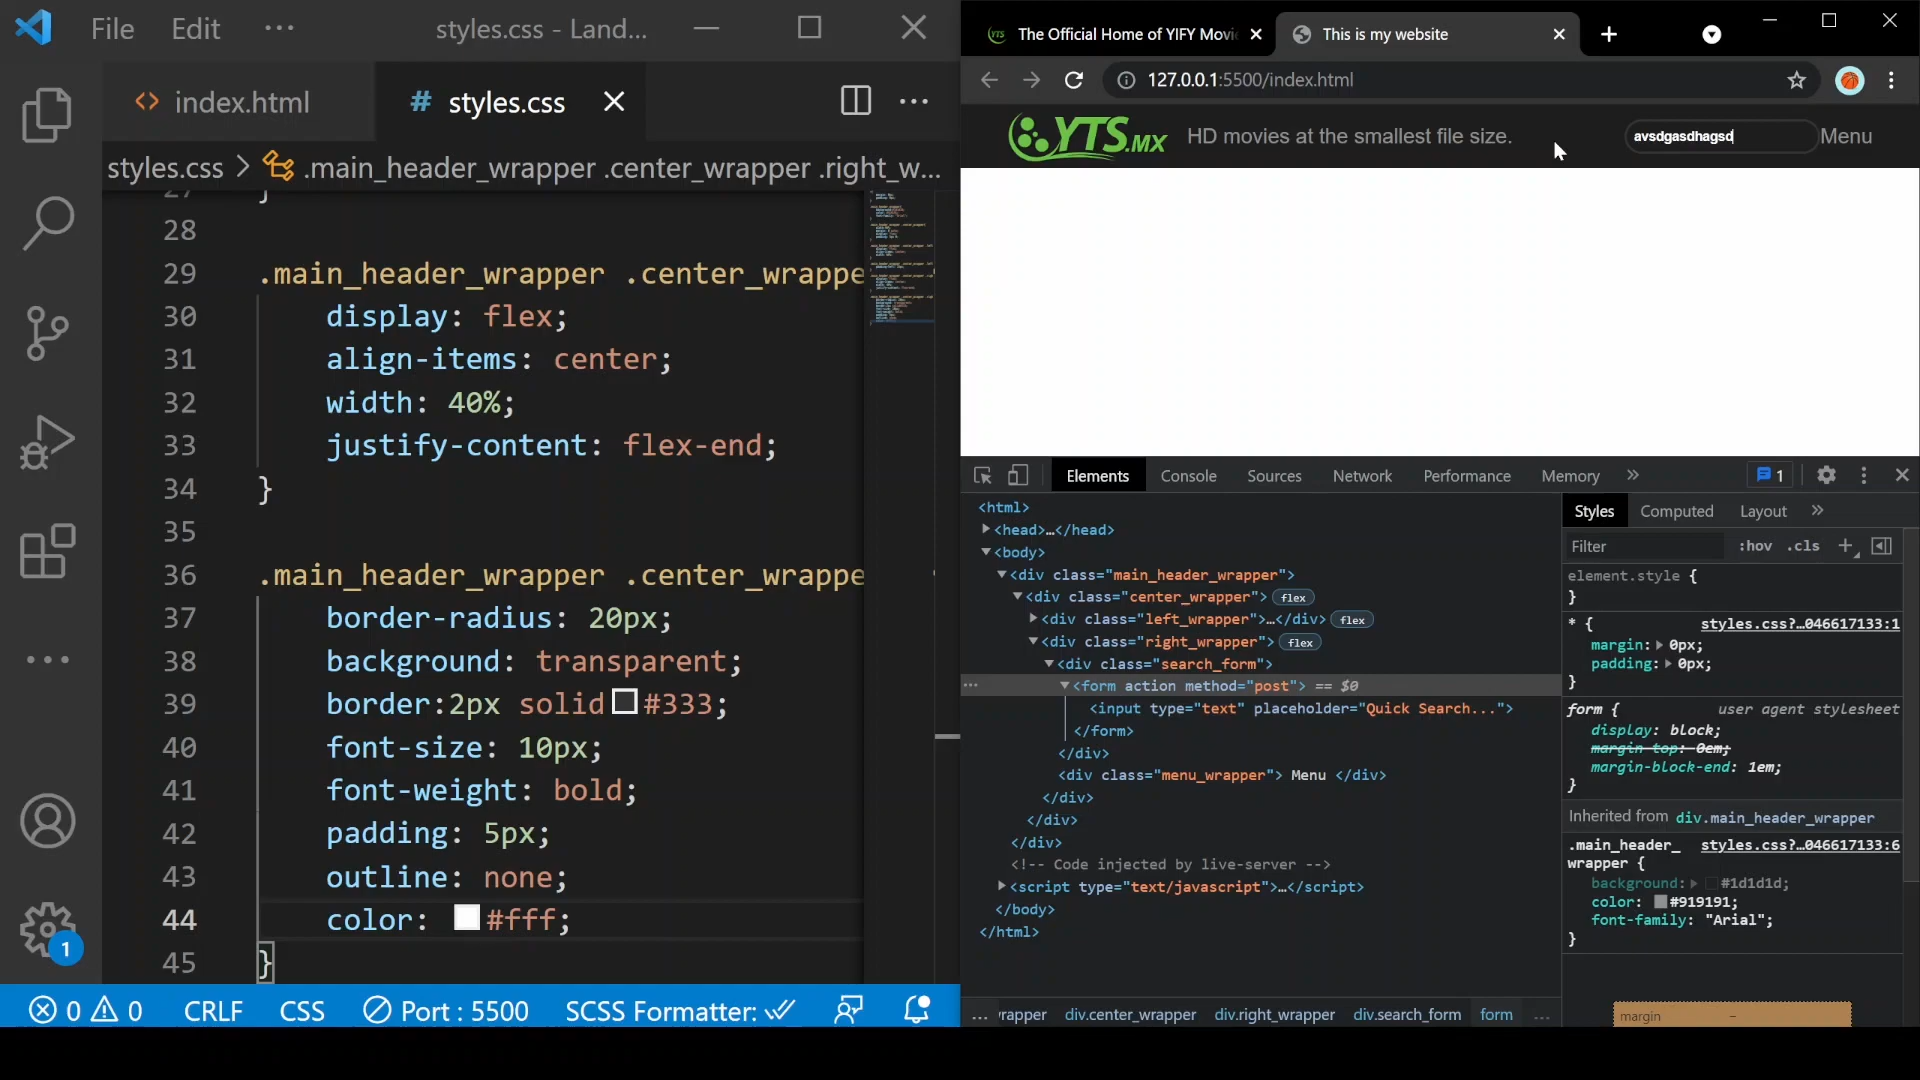 File Edit ··· styles.css - Land...
index.html # styles.css
styles.css > .main_header_wrapper .center_wrapper .right_w...
27 }
28
29 .main_header_wrapper .center_wrappe
30 display: flex;
31 align-items: center;
32 width: 40%;
33 justify-content: flex-end;
34 }
35
36 .main_header_wrapper .center_wrappe
37 border-radius: 20px;
38 background: transparent;
39 border:2px solid #333;
40 font-size: 10px;
41 font-weight: bold;
42 padding: 5px;
43 outline: none;
44 color: #fff;
45 }
1
0 0 CRLF CSS Port : 5500 SCSS Formatter:
YTS The Official Home of YIFY Movi This is my website
127.0.0.1:5500/index.html
YTS.MX HD movies at the smallest file size. avsdgasdhagsd Menu
Elements Console Sources Network Performance Memory » 1
<html>
<head>…</head>
<body>
<div class="main_header_wrapper">
<div class="center_wrapper"> flex
<div class="left_wrapper">…</div> flex
<div class="right_wrapper"> flex
<div class="search_form">
··· <form action method="post"> == $0
<input type="text" placeholder="Quick Search...">
</form>
</div>
<div class="menu_wrapper"> Menu </div>
</div>
</div>
</div>
<!-- Code injected by live-server -->
<script type="text/javascript">…</script>
</body>
</html>
... rapper div.center_wrapper div.right_wrapper div.search_form form ...
Styles Computed Layout »
Filter :hov .cls +
element.style {
}
* { styles.css?…046617133:1
margin: 0px;
padding: 0px;
}
form { user agent stylesheet
display: block;
margin-top: 0em;
margin-block-end: 1em;
}
Inherited from div.main_header_wrapper
.main_header_ styles.css?…046617133:6
wrapper {
background: #1d1d1d;
color: #919191;
font-family: "Arial";
}
margin –